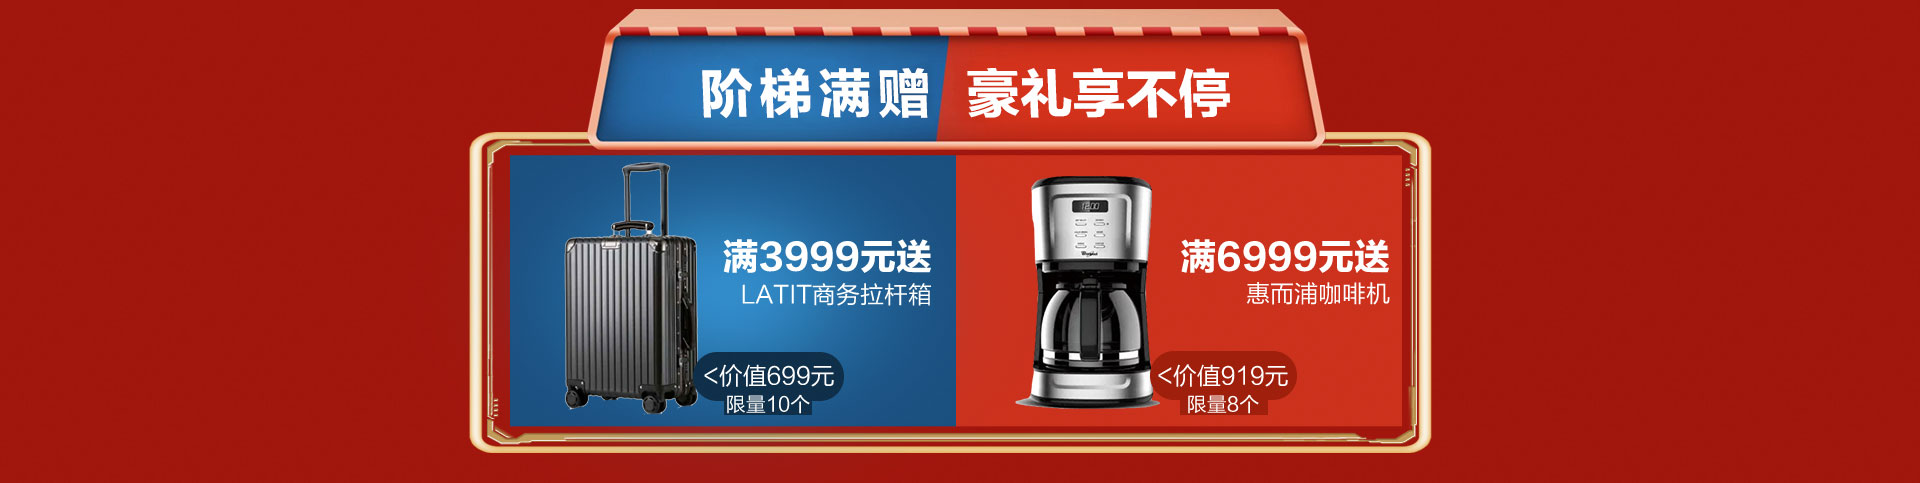 阶梯满赠 豪礼享不停
满3999元送
LATIT商务拉杆箱
<价值699元
限量10个
12:00
Whirlpool
满6999元送
惠而浦咖啡机
<价值919元
限量8个